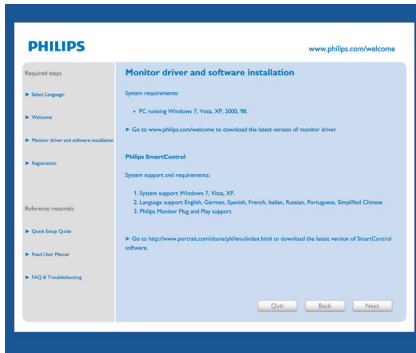 PHILIPS
www.philips.com/welcome
Required steps
► Select Language
► Welcome
► Monitor driver and software installation
► Registration
Reference materials
► Quick Setup Guide
► Read User Manual
► FAQ & Troubleshooting
Monitor driver and software installation
System requirements:
• PC running Windows 7, Vista, XP, 2000, 98.
► Go to www.philips.com/welcome to download the latest version of monitor driver
Philips SmartControl
System support and requirements:
1. System support Windows 7, Vista, XP.
2. Language support English, German, Spanish, French, Italian, Russian, Portuguese, Simplified Chinese
3. Philips Monitor Plug and Play support
► Go to http://www.portrait.com/dtune/phl/enu/index.html to download the latest version of SmartControl
software.
Quit Back Next